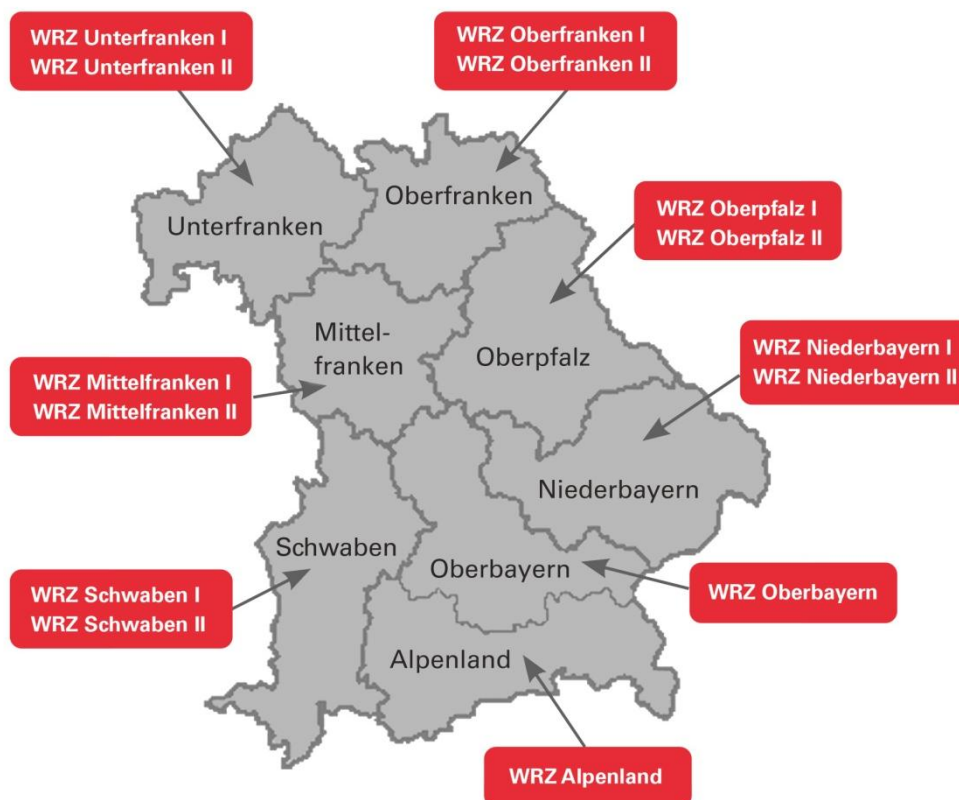 WRZ Unterfranken I
WRZ Unterfranken II
WRZ Oberfranken I
WRZ Oberfranken II
Oberfranken
Unterfranken
WRZ Oberpfalz I
WRZ Oberpfalz II
Mittel-
franken
Oberpfalz
WRZ Niederbayern I
WRZ Niederbayern II
WRZ Mittelfranken I
WRZ Mittelfranken II
Niederbayern
Schwaben
Oberbayern
WRZ Schwaben I
WRZ Schwaben II
WRZ Oberbayern
Alpenland
WRZ Alpenland